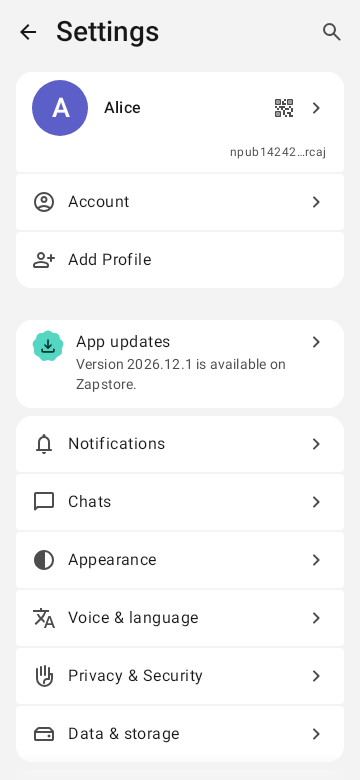 Settings
A
Alice
npub14242…rcaj
Account
Add Profile
App updates
Version 2026.12.1 is available on
Zapstore.
Notifications
Chats
Appearance
Voice & language
Privacy & Security
Data & storage